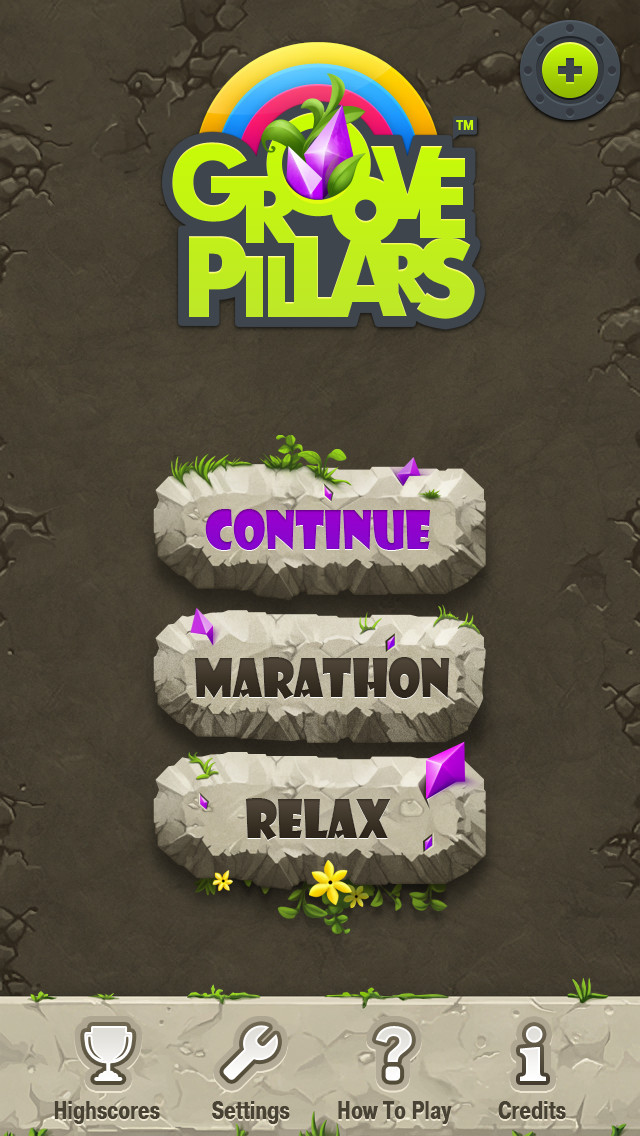 GROOVE
PILLARS
TM
CONTINUE
MARATHON
RELAX
Highscores Settings How To Play Credits